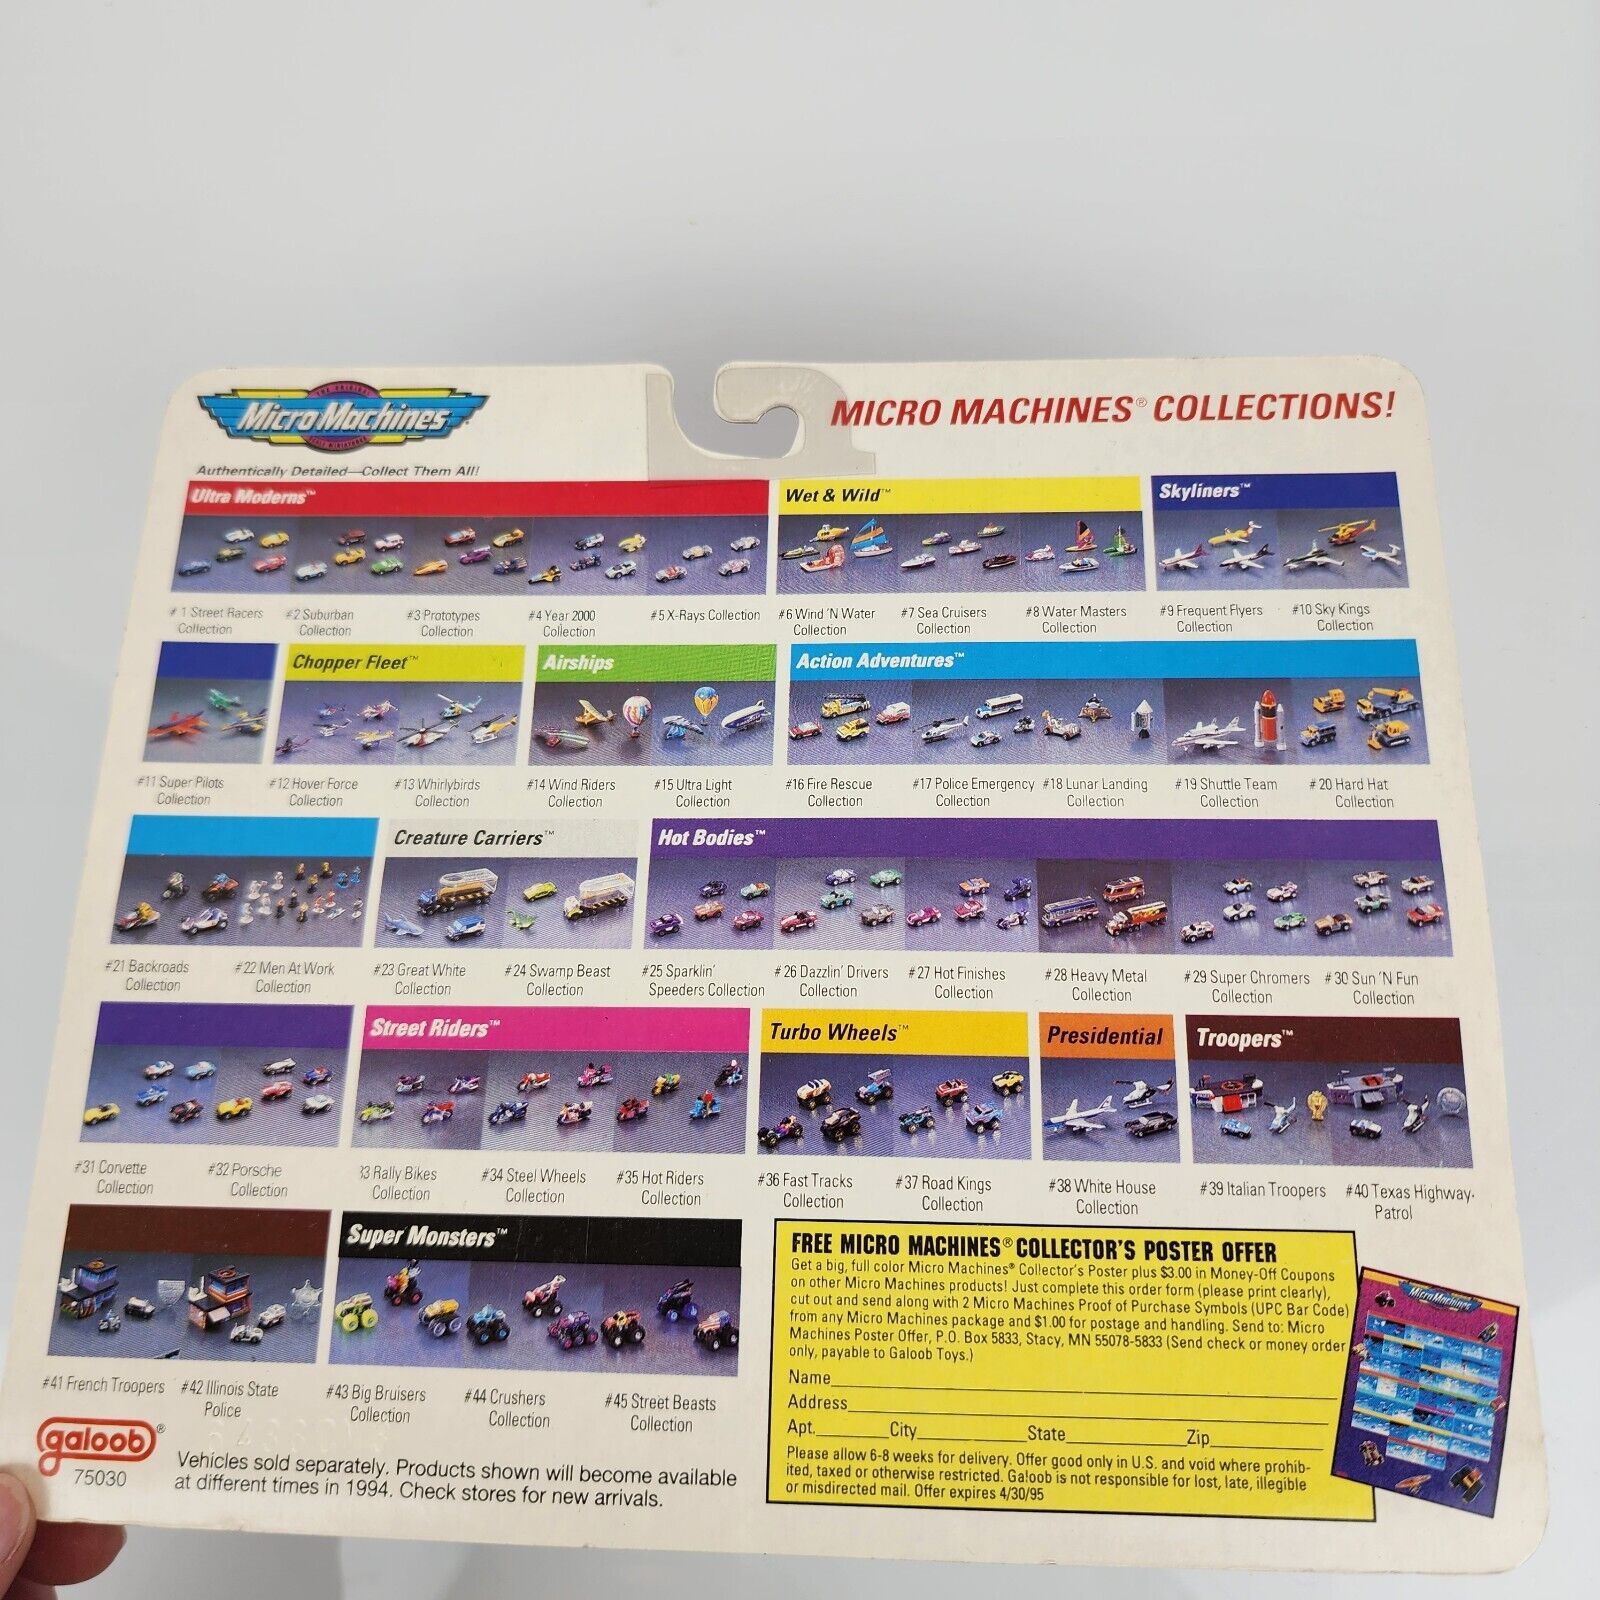 THE ORIGINAL
Micro Machines
SCALE MINIATURES
Authentically Detailed—Collect Them All!
MICRO MACHINES® COLLECTIONS!
Ultra Moderns™
Wet & Wild™
Skyliners™
#1 Street Racers Collection
#2 Suburban Collection
#3 Prototypes Collection
#4 Year 2000 Collection
#5 X-Rays Collection
#6 Wind 'N Water Collection
#7 Sea Cruisers Collection
#8 Water Masters Collection
#9 Frequent Flyers Collection
#10 Sky Kings Collection
Chopper Fleet™
Airships
Action Adventures™
#11 Super Pilots Collection
#12 Hover Force Collection
#13 Whirlybirds Collection
#14 Wind Riders Collection
#15 Ultra Light Collection
#16 Fire Rescue Collection
#17 Police Emergency Collection
#18 Lunar Landing Collection
#19 Shuttle Team Collection
#20 Hard Hat Collection
Creature Carriers™
Hot Bodies™
#21 Backroads Collection
#22 Men At Work Collection
#23 Great White Collection
#24 Swamp Beast Collection
#25 Sparklin' Speeders Collection
#26 Dazzlin' Drivers Collection
#27 Hot Finishes Collection
#28 Heavy Metal Collection
#29 Super Chromers Collection
#30 Sun 'N Fun Collection
Street Riders™
Turbo Wheels™
Presidential
Troopers™
#31 Corvette Collection
#32 Porsche Collection
33 Rally Bikes Collection
#34 Steel Wheels Collection
#35 Hot Riders Collection
#36 Fast Tracks Collection
#37 Road Kings Collection
#38 White House Collection
#39 Italian Troopers
#40 Texas Highway Patrol
Super Monsters™
#41 French Troopers
#42 Illinois State Police
#43 Big Bruisers Collection
#44 Crushers Collection
#45 Street Beasts Collection
FREE MICRO MACHINES® COLLECTOR'S POSTER OFFER
Get a big, full color Micro Machines® Collector's Poster plus $3.00 in Money-Off Coupons
on other Micro Machines products! Just complete this order form (please print clearly),
cut out and send along with 2 Micro Machines Proof of Purchase Symbols (UPC Bar Code)
from any Micro Machines package and $1.00 for postage and handling. Send to: Micro
Machines Poster Offer, P.O. Box 5833, Stacy, MN 55078-5833 (Send check or money order
only, payable to Galoob Toys.)
Name
Address
Apt. City State Zip
Please allow 6-8 weeks for delivery. Offer good only in U.S. and void where prohib-
ited, taxed or otherwise restricted. Galoob is not responsible for lost, late, illegible
or misdirected mail. Offer expires 4/30/95
Micro Machines
galoob®
75030
Vehicles sold separately. Products shown will become available
at different times in 1994. Check stores for new arrivals.